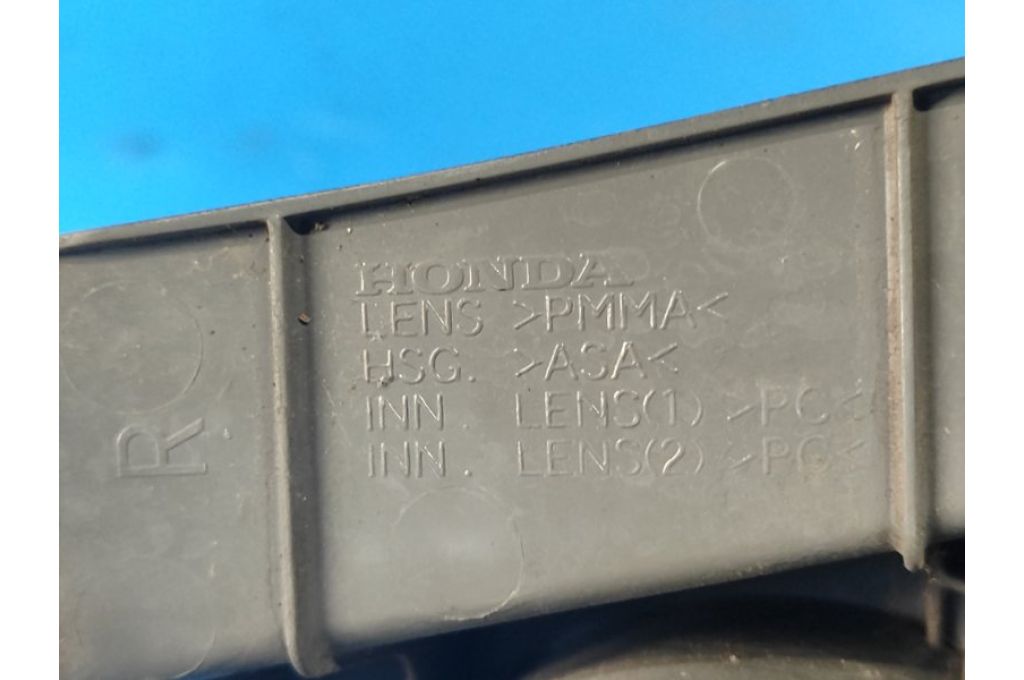 HONDA
LENS >PMMA<
HSG. >ASA<
INN. LENS(1) >PC<
INN. LENS(2) >PC<
R